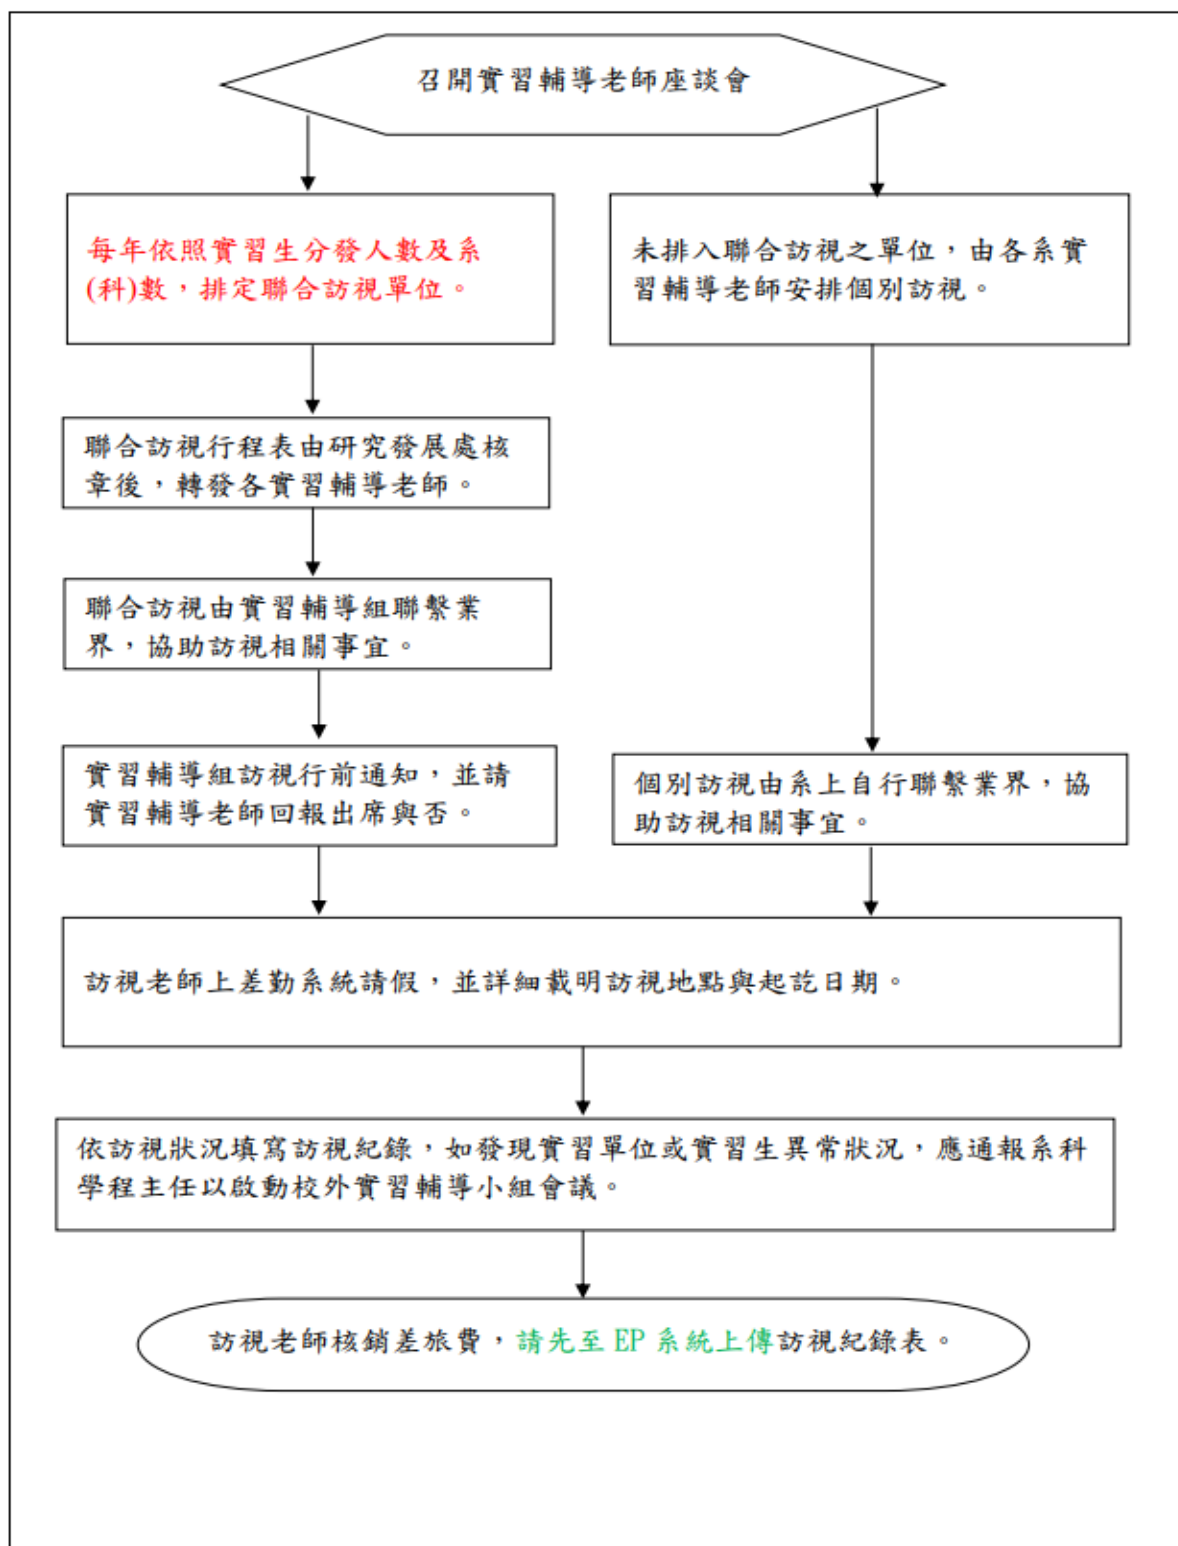 召開實習輔導老師座談會
每年依照實習生分發人數及系
(科)數，排定聯合訪視單位。
未排入聯合訪視之單位，由各系實
習輔導老師安排個別訪視。
聯合訪視行程表由研究發展處核
章後，轉發各實習輔導老師。
聯合訪視由實習輔導組聯繫業
界，協助訪視相關事宜。
實習輔導組訪視行前通知，並請
實習輔導老師回報出席與否。
個別訪視由系上自行聯繫業界，協
助訪視相關事宜。
訪視老師上差勤系統請假，並詳細載明訪視地點與起訖日期。
依訪視狀況填寫訪視紀錄，如發現實習單位或實習生異常狀況，應通報系科
學程主任以啟動校外實習輔導小組會議。
訪視老師核銷差旅費，請先至 EP 系統上傳訪視紀錄表。